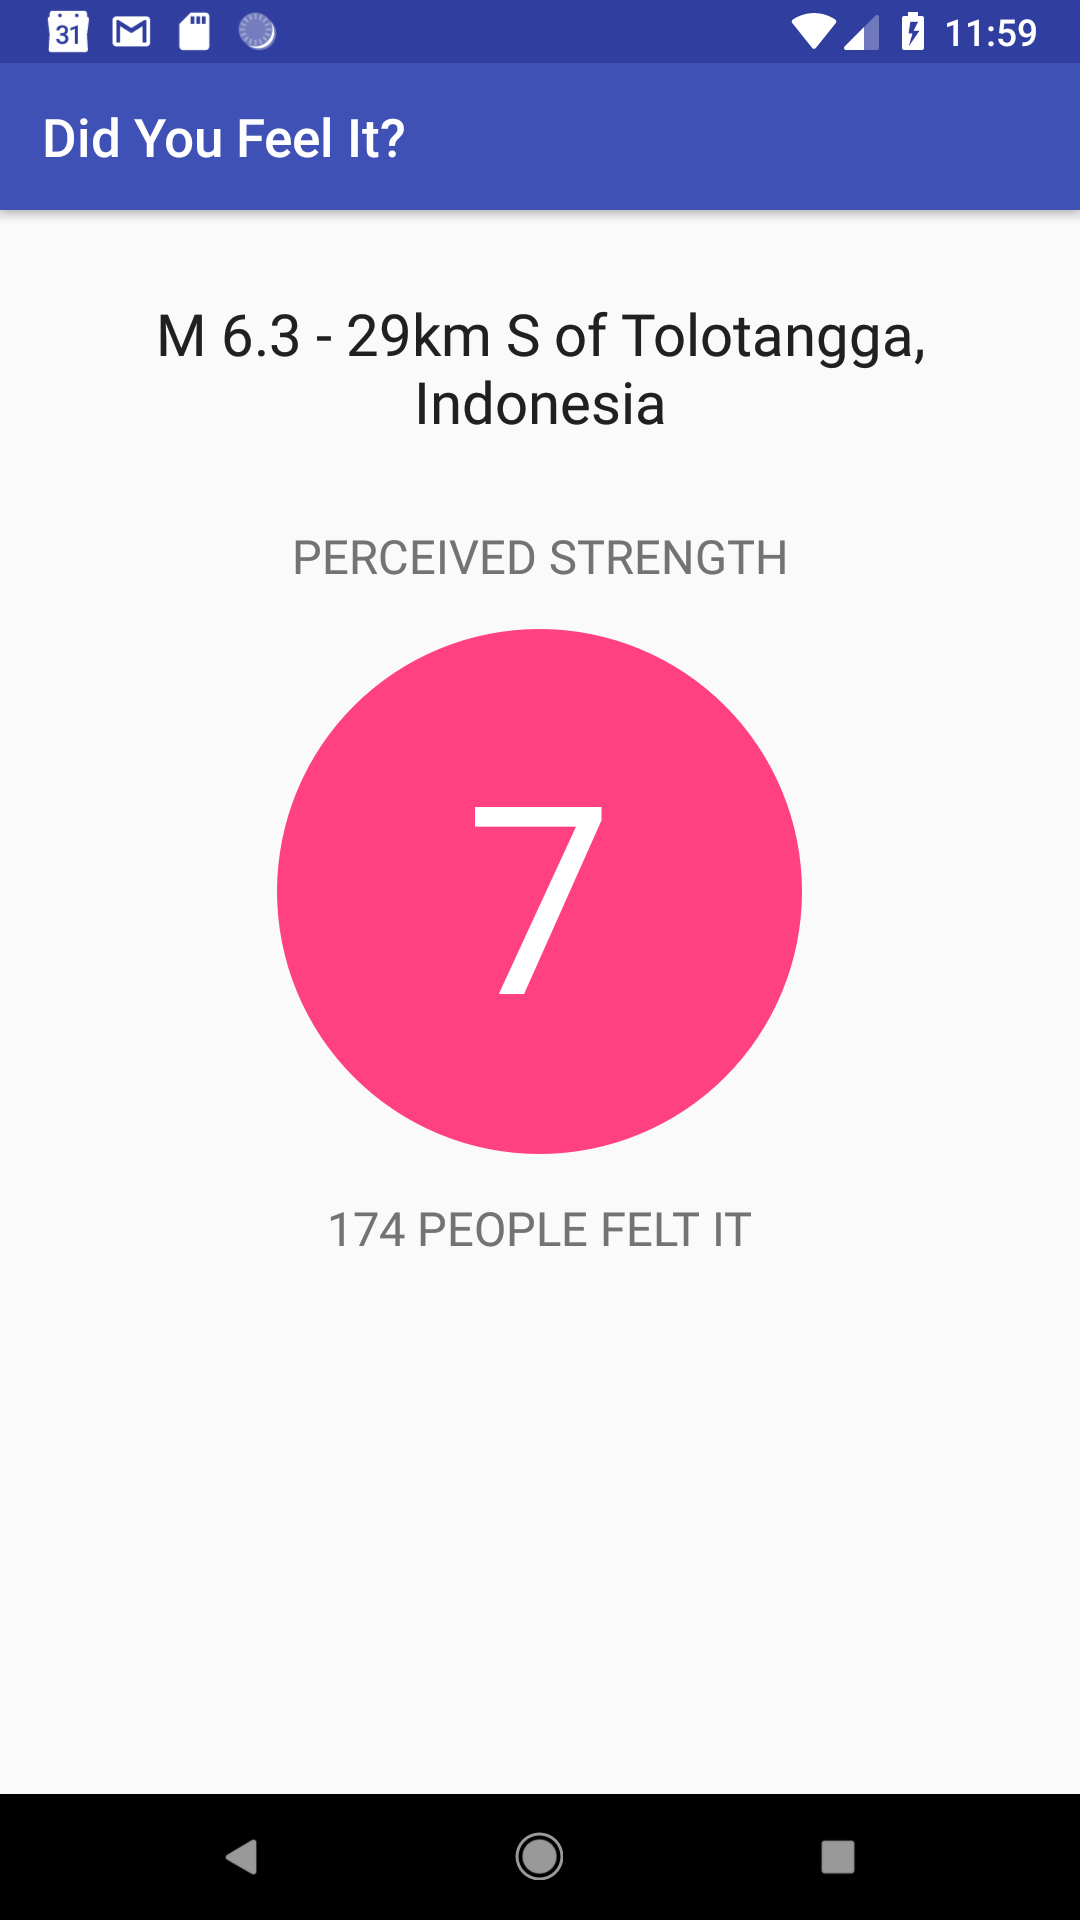 31 11:59
Did You Feel It?
M 6.3 - 29km S of Tolotangga,
Indonesia
PERCEIVED STRENGTH
7
174 PEOPLE FELT IT